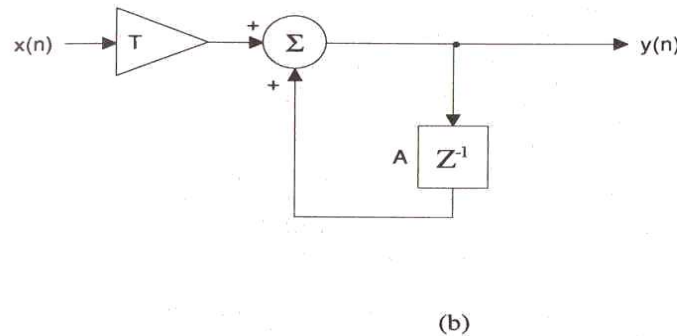 x(n)
T
+
Σ
+
y(n)
A
Z⁻¹
(b)